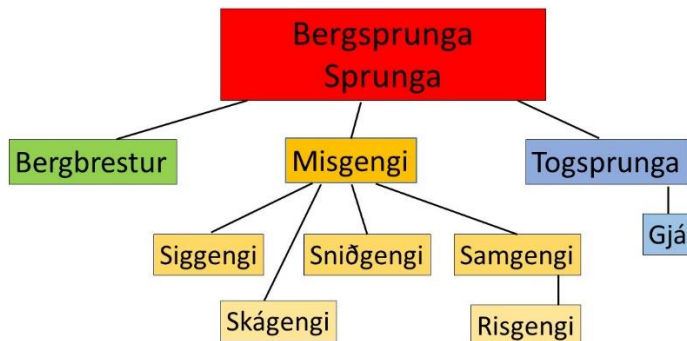 Bergsprunga
Sprunga
Bergbrestur
Misgengi
Togsprunga
Gjá
Siggengi
Sniðgengi
Samgengi
Skágengi
Risgengi